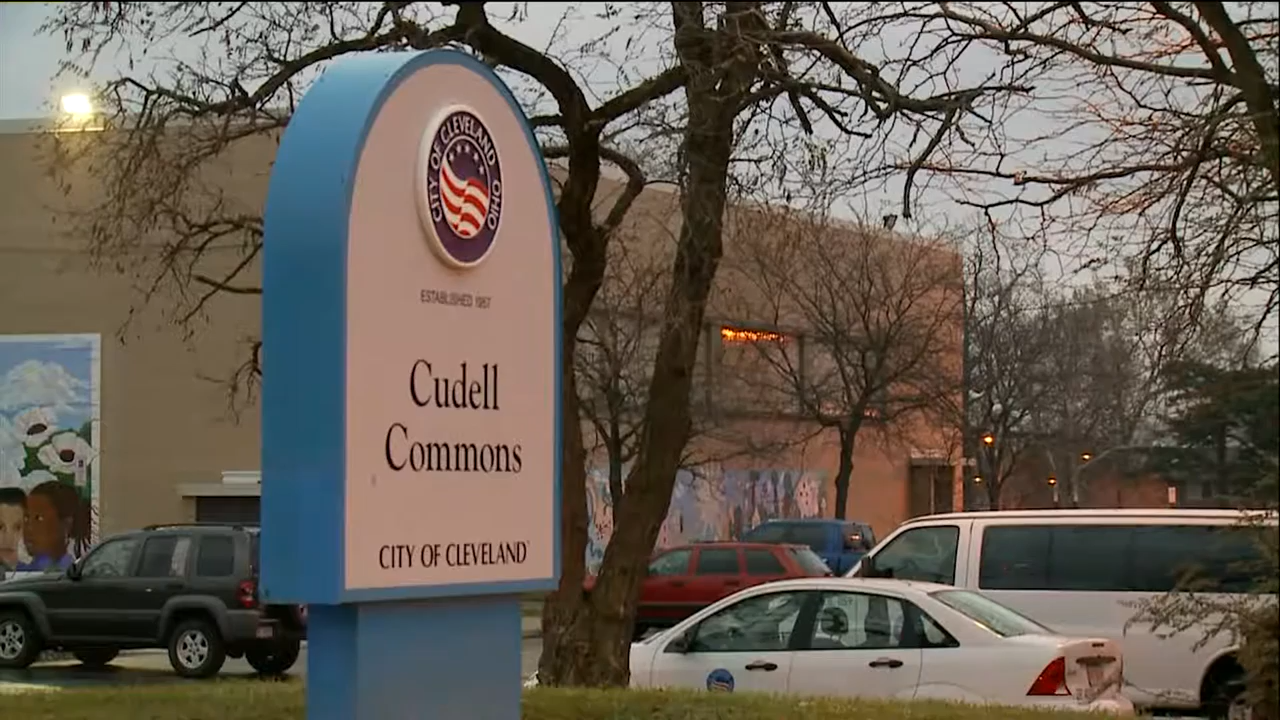 CITY OF CLEVELAND
OHIO
ESTABLISHED 1957
Cudell
Commons
CITY OF CLEVELAND